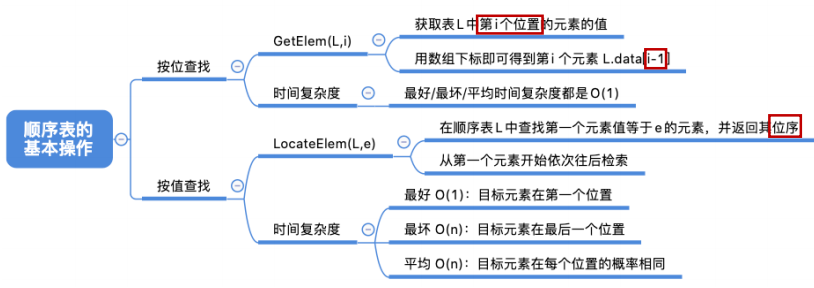 顺序表的
基本操作
按位查找
GetElem(L,i)
获取表L中第i个位置的元素的值
用数组下标即可得到第i个元素 L.data[i-1]
时间复杂度
最好/最坏/平均时间复杂度都是O(1)
按值查找
LocateElem(L,e)
在顺序表L中查找第一个元素值等于e的元素，并返回其位序
从第一个元素开始依次往后检索
时间复杂度
最好 O(1)：目标元素在第一个位置
最坏 O(n)：目标元素在最后一个位置
平均 O(n)：目标元素在每个位置的概率相同